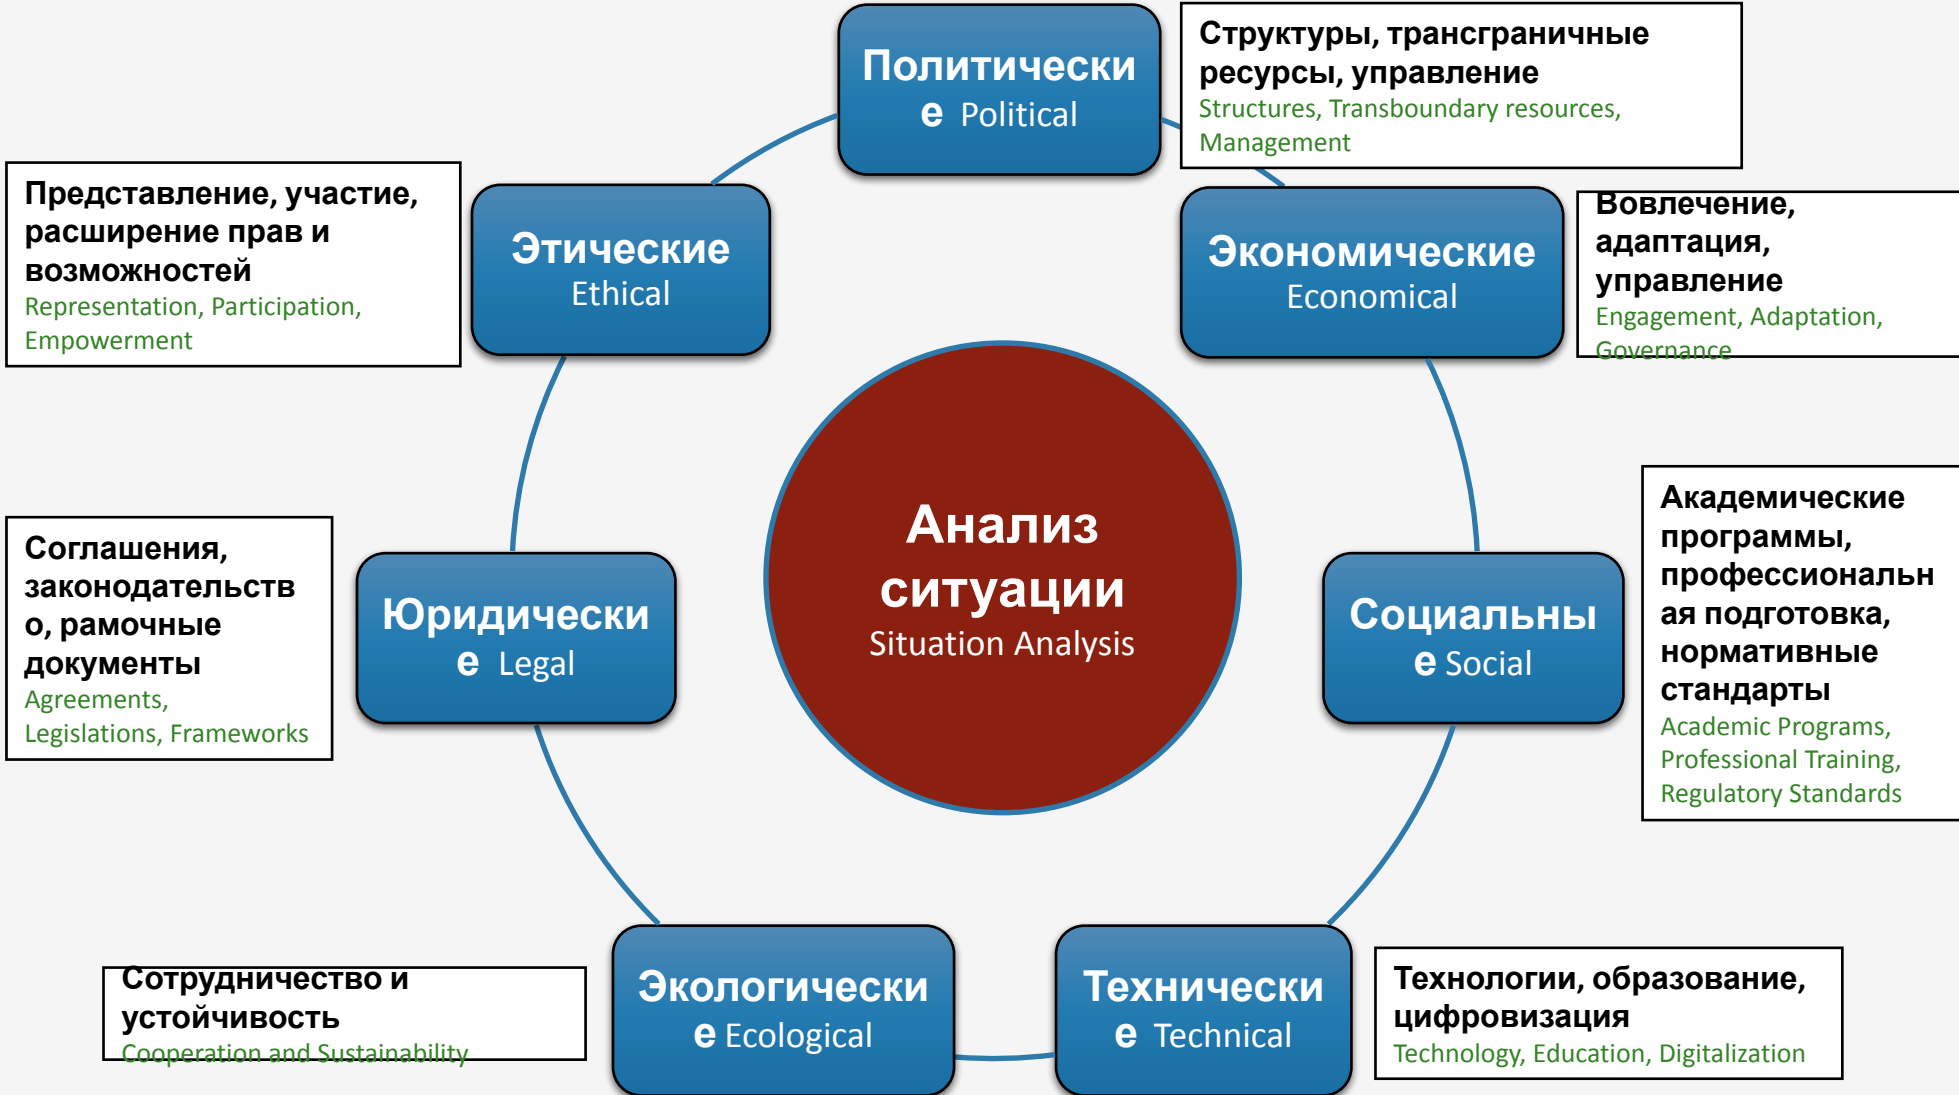 Политически
е Political
Структуры, трансграничные
ресурсы, управление
Structures, Transboundary resources,
Management
Представление, участие,
расширение прав и
возможностей
Representation, Participation,
Empowerment
Этические
Ethical
Экономические
Economical
Вовлечение,
адаптация,
управление
Engagement, Adaptation,
Governance
Анализ
ситуации
Situation Analysis
Соглашения,
законодательств
о, рамочные
документы
Agreements,
Legislations, Frameworks
Юридически
е Legal
Социальны
е Social
Академические
программы,
профессиональн
ая подготовка,
нормативные
стандарты
Academic Programs,
Professional Training,
Regulatory Standards
Сотрудничество и
устойчивость
Cooperation and Sustainability
Экологически
е Ecological
Технически
е Technical
Технологии, образование,
цифровизация
Technology, Education, Digitalization